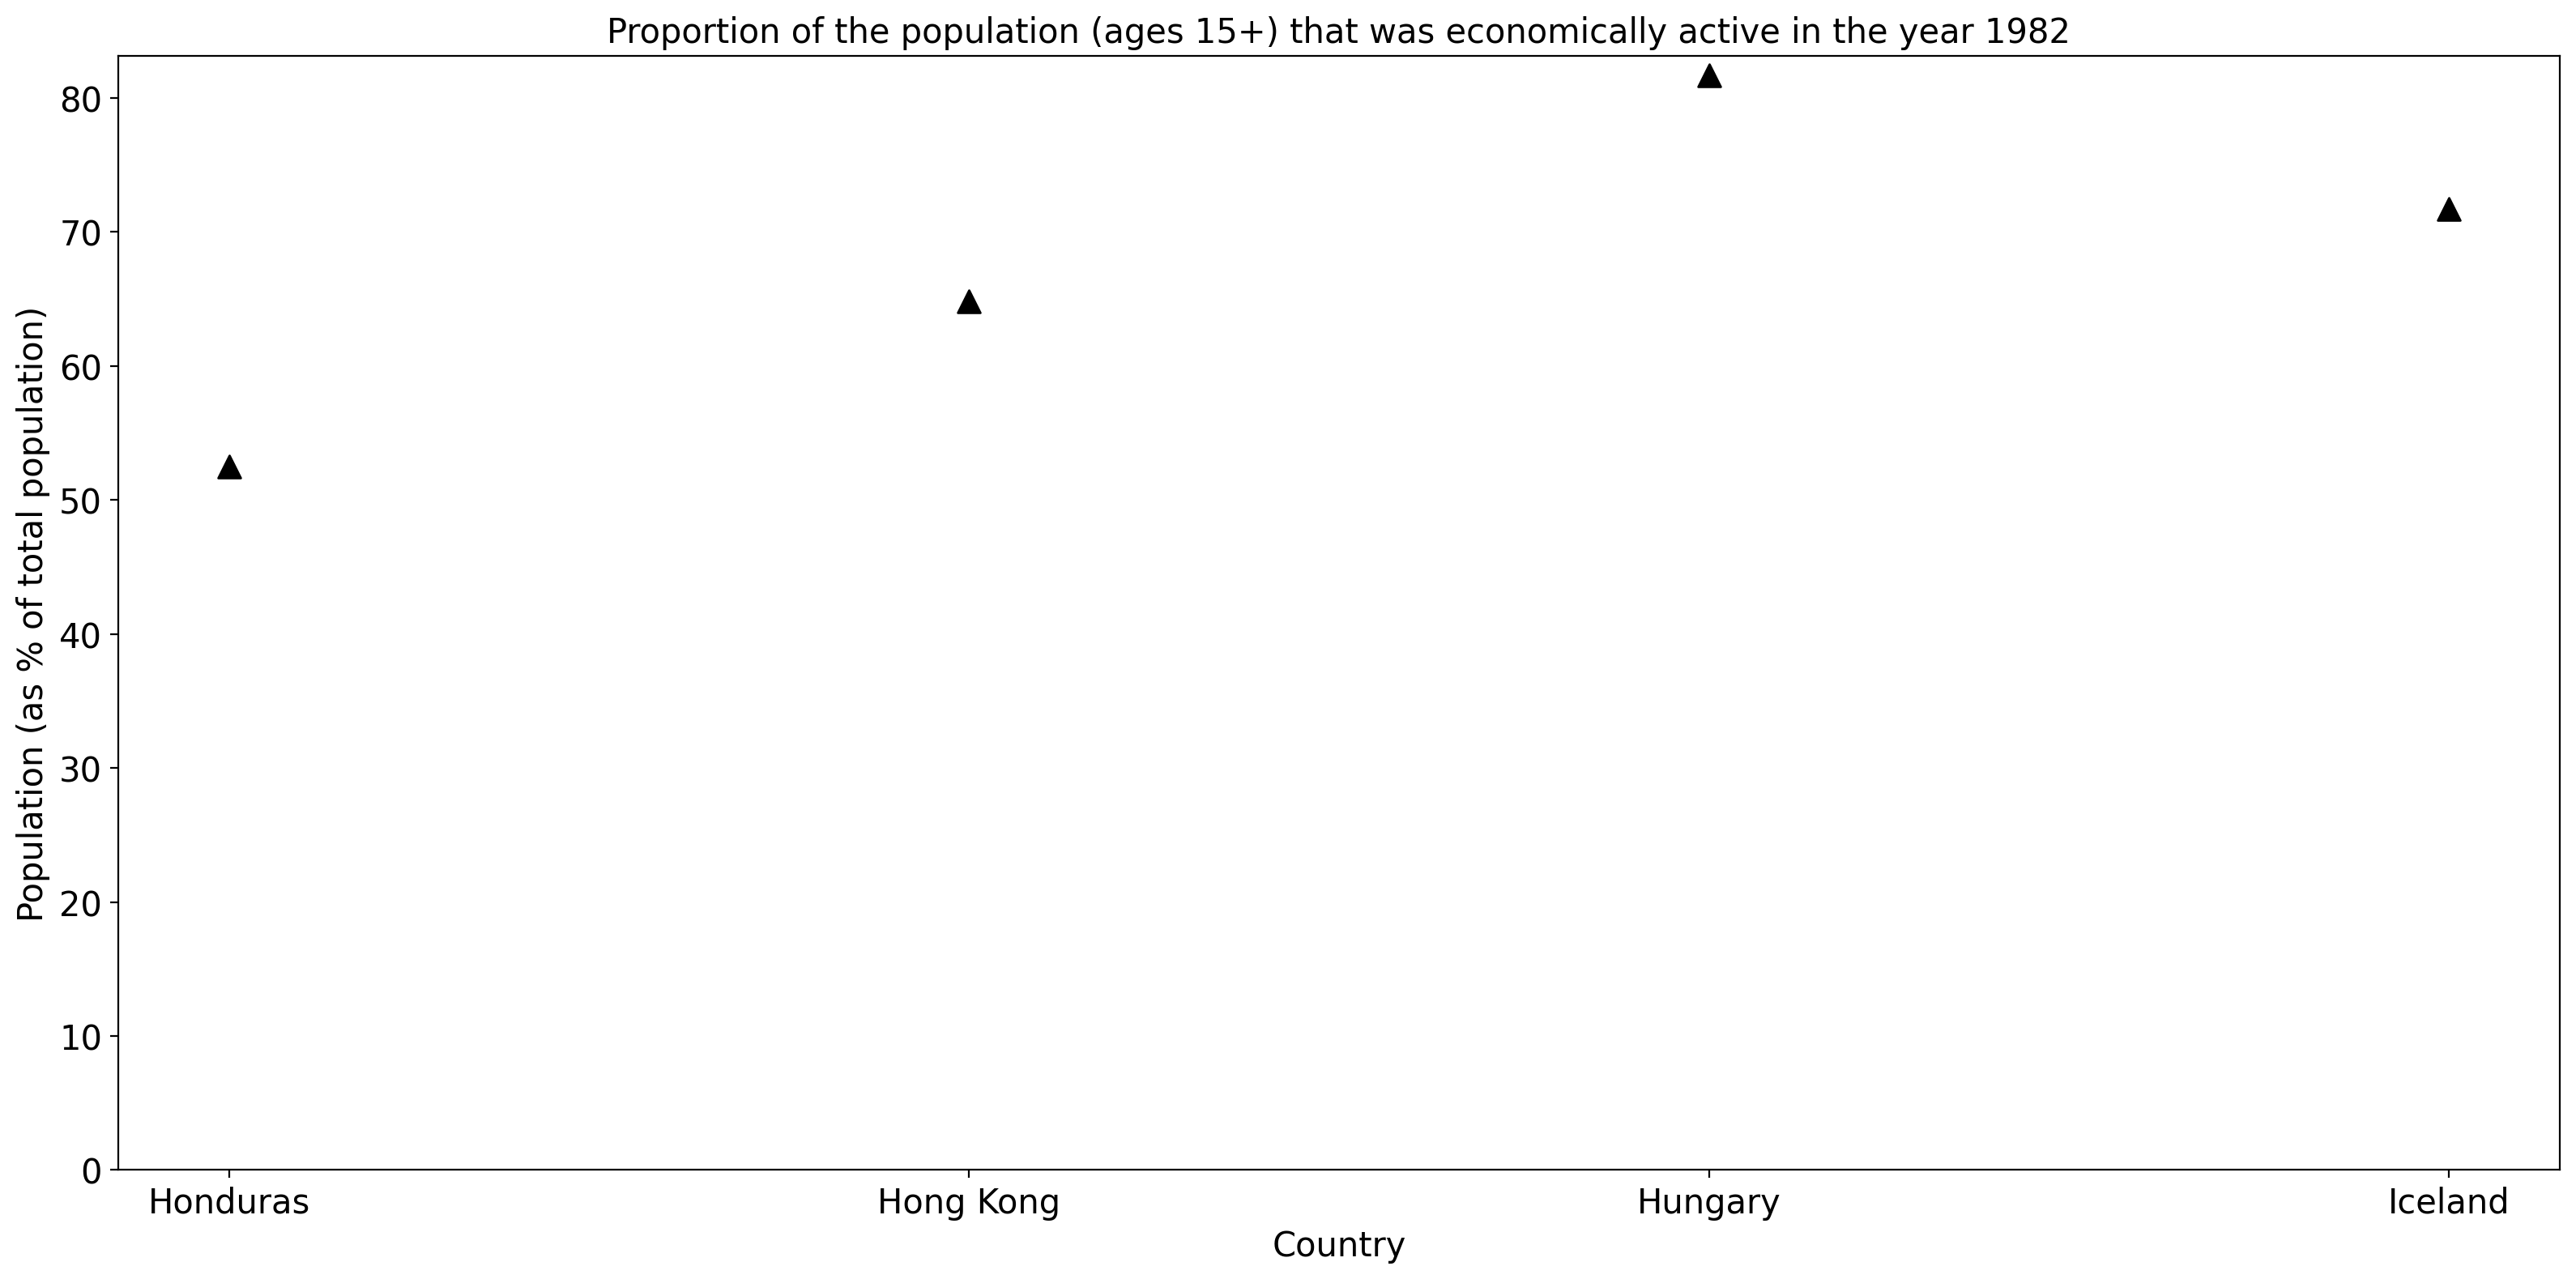 Proportion of the population (ages 15+) that was economically active in the year 1982
Population (as % of total population)
80
70
60
50
40
30
20
10
0
Honduras Hong Kong Hungary Iceland
Country